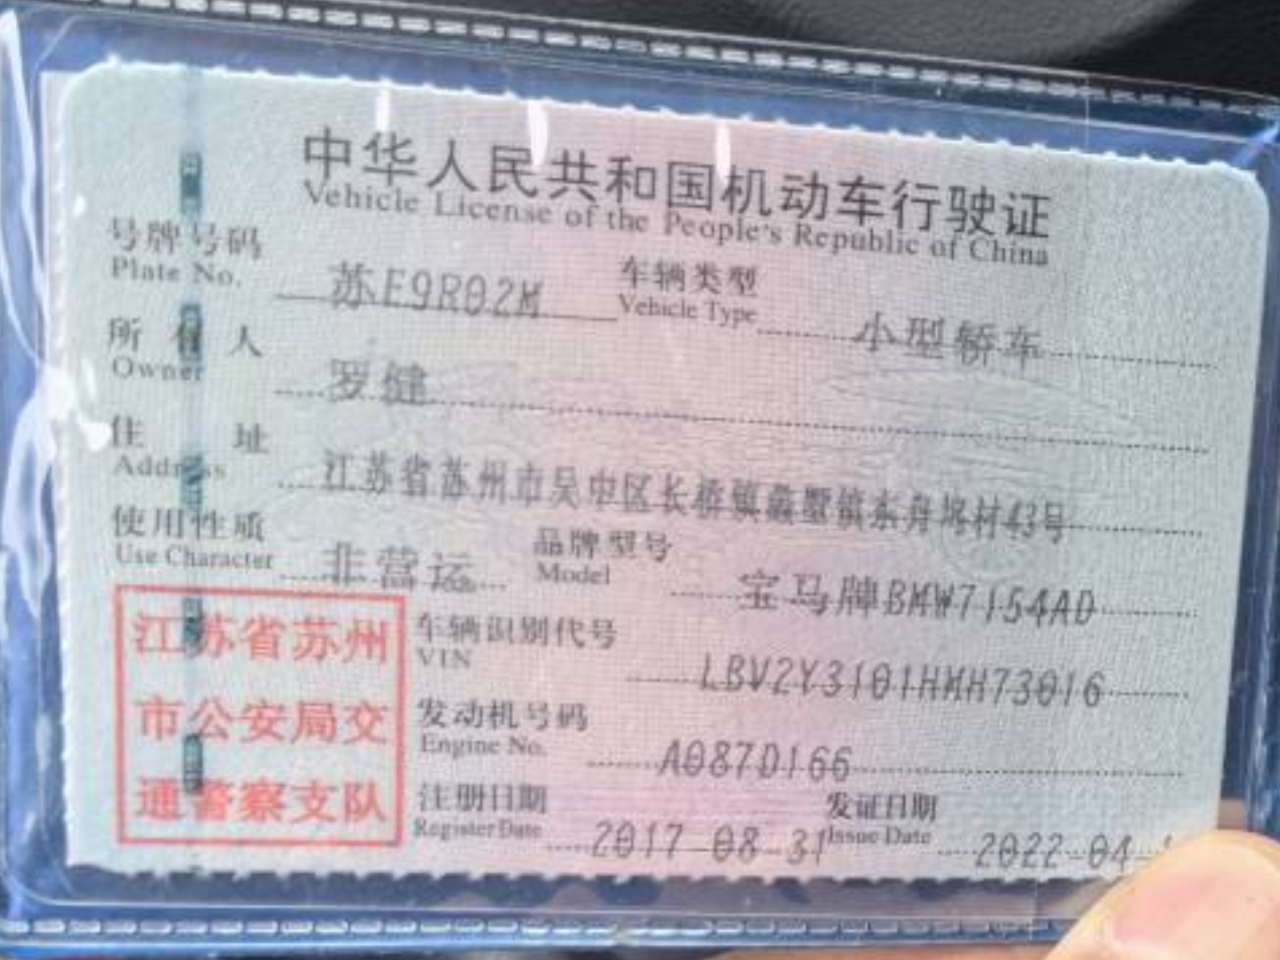 中华人民共和国机动车行驶证
Vehicle License of the People's Republic of China
号牌号码 苏E9R02M 车辆类型 小型轿车
Plate No. Vehicle Type
所有人 罗健
Owner
住址 江苏省苏州市吴中区长桥镇蠡墅镇东舟塔村43号
Address
使用性质 非营运 品牌型号 宝马牌BMW7154AD
Use Character Model
江苏省苏州
市公安局交
通警察支队
车辆识别代号 LBV2Y3101HMH73016
VIN
发动机号码 A087D166
Engine No.
注册日期 2017-08-31 发证日期 2022-04-
Register Date Issue Date